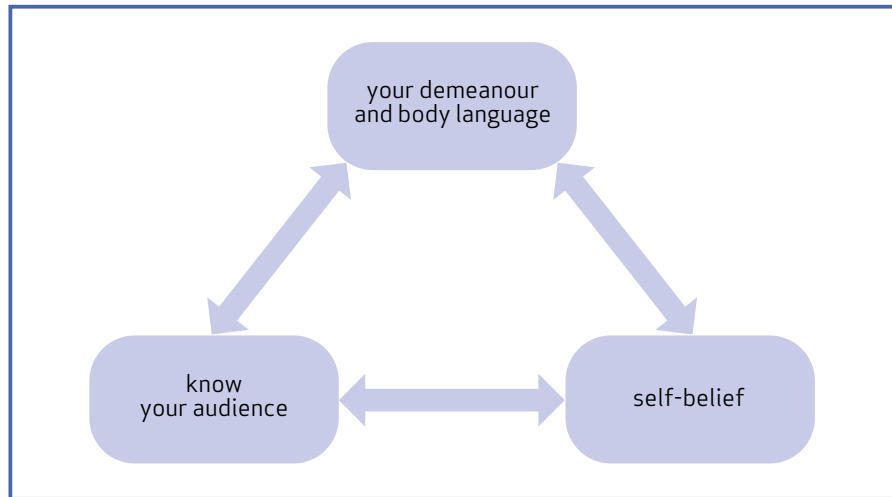 your demeanour
and body language
know
your audience
self-belief